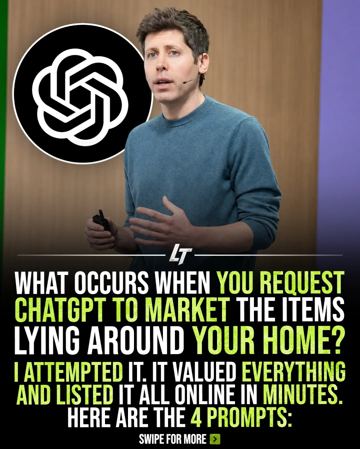 LT
WHAT OCCURS WHEN YOU REQUEST
CHATGPT TO MARKET THE ITEMS
LYING AROUND YOUR HOME?
I ATTEMPTED IT. IT VALUED EVERYTHING
AND LISTED IT ALL ONLINE IN MINUTES.
HERE ARE THE 4 PROMPTS:
SWIPE FOR MORE >